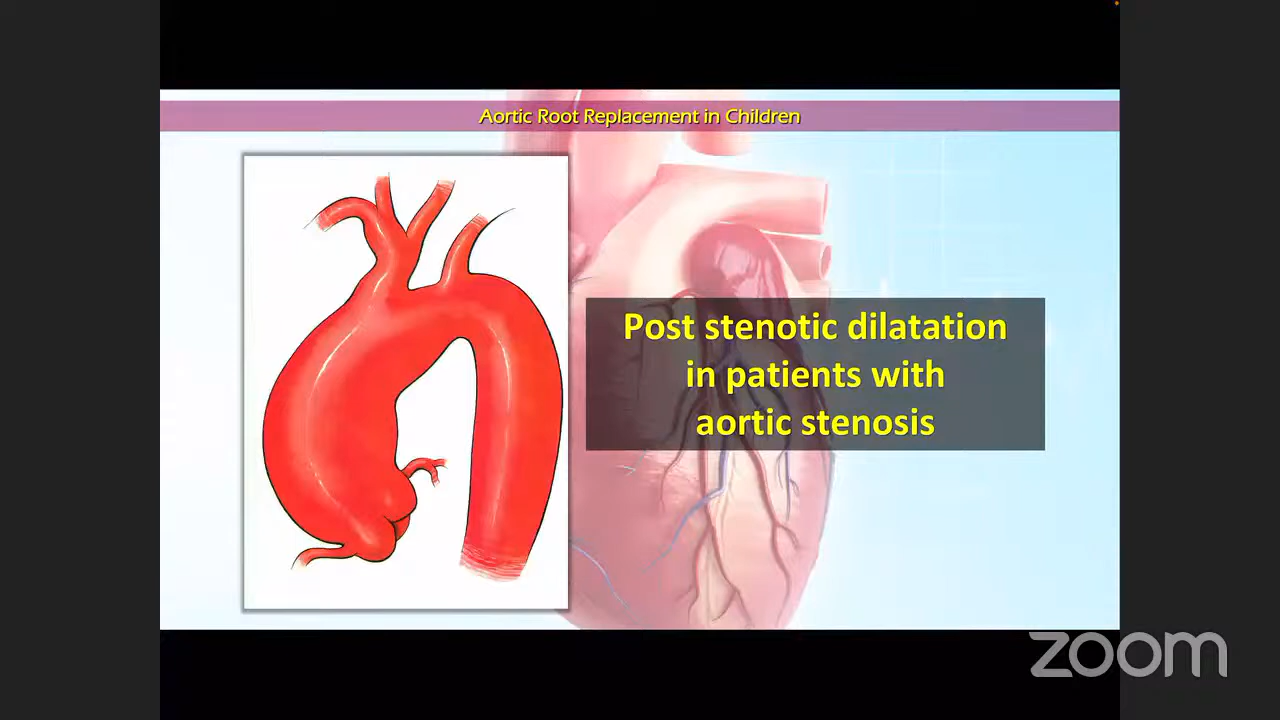 Aortic Root Replacement in Children
Post stenotic dilatation
in patients with
aortic stenosis
zoom